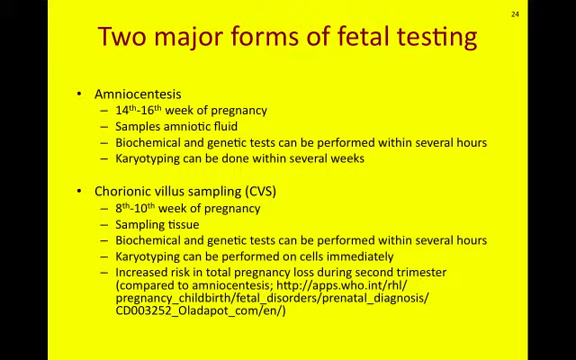 24
Two major forms of fetal testing
• Amniocentesis
– 14th-16th week of pregnancy
– Samples amniotic fluid
– Biochemical and genetic tests can be performed within several hours
– Karyotyping can be done within several weeks
• Chorionic villus sampling (CVS)
– 8th-10th week of pregnancy
– Sampling tissue
– Biochemical and genetic tests can be performed within several hours
– Karyotyping can be performed on cells immediately
– Increased risk in total pregnancy loss during second trimester
(compared to amniocentesis; http://apps.who.int/rhl/
pregnancy_childbirth/fetal_disorders/prenatal_diagnosis/
CD003252_Oladapot_com/en/)